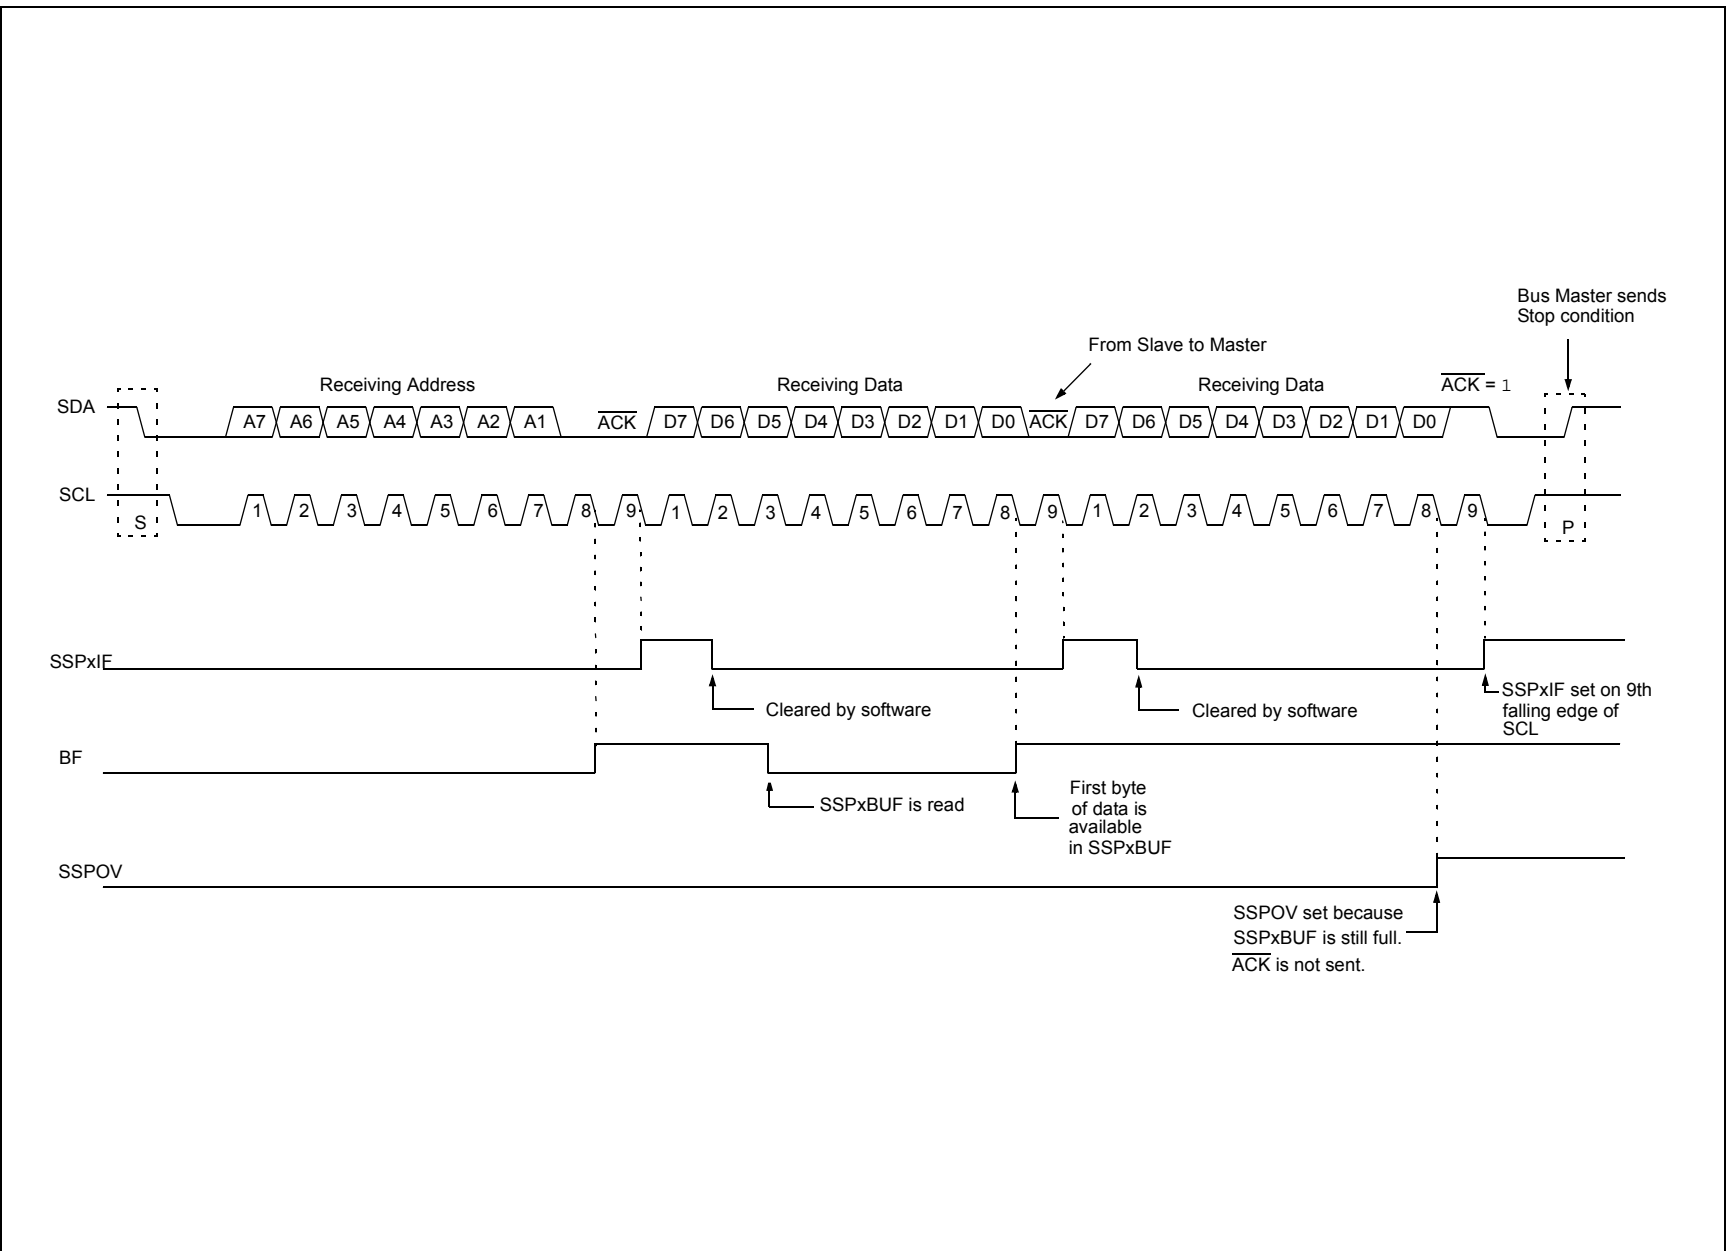 Bus Master sends
Stop condition
From Slave to Master
Receiving Address
Receiving Data
Receiving Data
ACK = 1
SDA
A7 A6 A5 A4 A3 A2 A1 ACK D7 D6 D5 D4 D3 D2 D1 D0 ACK D7 D6 D5 D4 D3 D2 D1 D0
SCL
S
1 2 3 4 5 6 7 8 9 1 2 3 4 5 6 7 8 9 1 2 3 4 5 6 7 8 9
P
SSPxIF
Cleared by software
Cleared by software
SSPxIF set on 9th
falling edge of
SCL
BF
SSPxBUF is read
First byte
of data is
available
in SSPxBUF
SSPOV
SSPOV set because
SSPxBUF is still full.
ACK is not sent.